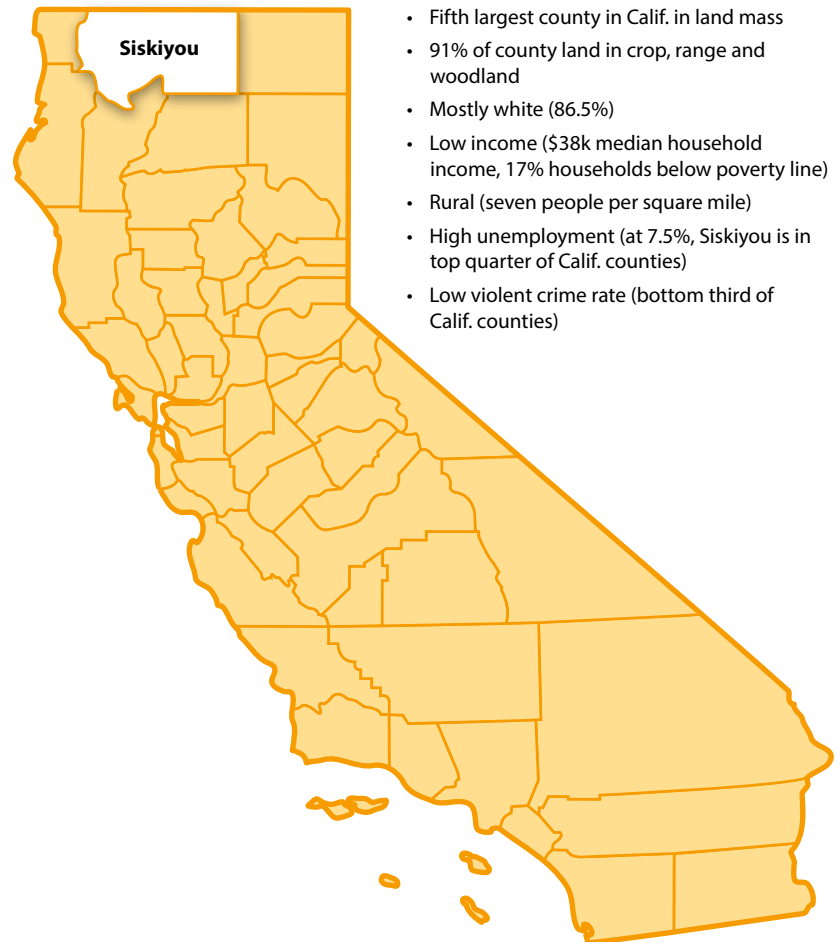 Siskiyou
• Fifth largest county in Calif. in land mass
• 91% of county land in crop, range and
woodland
• Mostly white (86.5%)
• Low income ($38k median household
income, 17% households below poverty line)
• Rural (seven people per square mile)
• High unemployment (at 7.5%, Siskiyou is in
top quarter of Calif. counties)
• Low violent crime rate (bottom third of
Calif. counties)